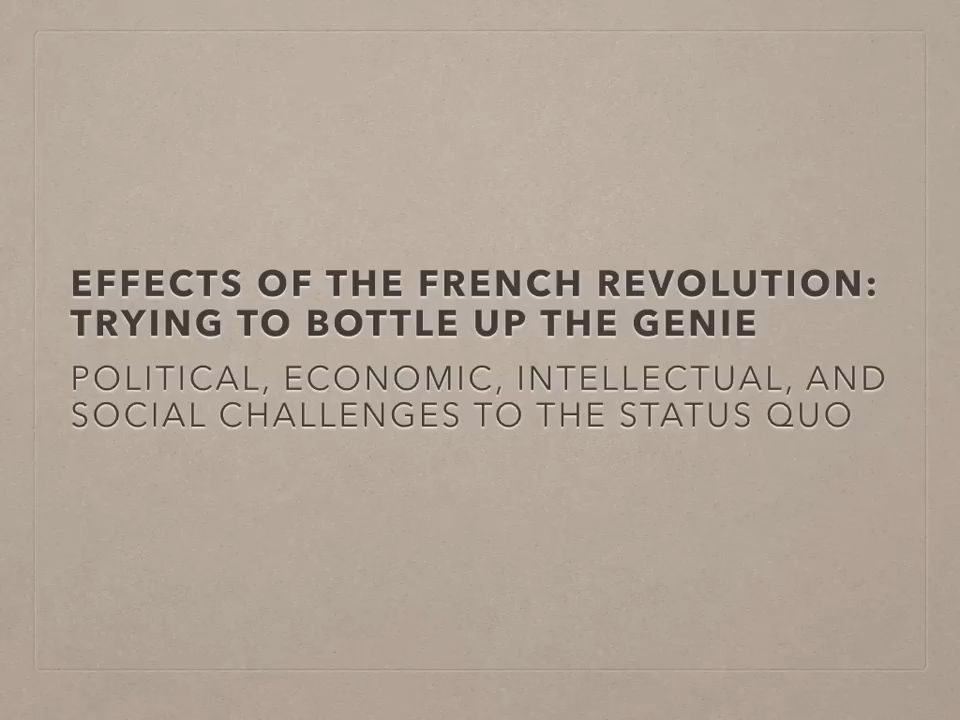 EFFECTS OF THE FRENCH REVOLUTION:
TRYING TO BOTTLE UP THE GENIE
POLITICAL, ECONOMIC, INTELLECTUAL, AND
SOCIAL CHALLENGES TO THE STATUS QUO